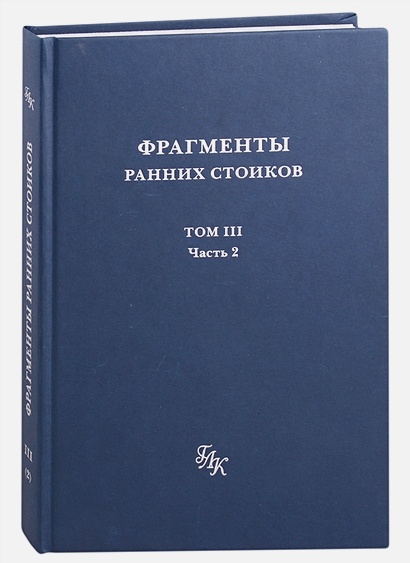 ФРАГМЕНТЫ
РАННИХ СТОИКОВ
ТОМ III
Часть 2
ГЛК
ГЛК
ФРАГМЕНТЫ РАННИХ СТОИКОВ
III
(2)